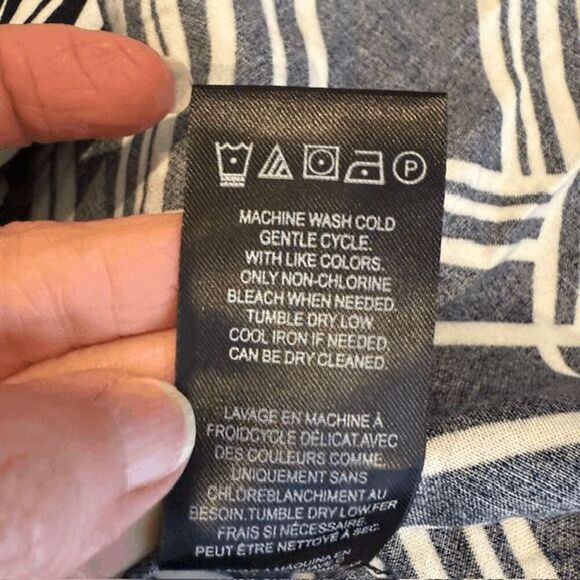 P
MACHINE WASH COLD
GENTLE CYCLE.
WITH LIKE COLORS.
ONLY NON-CHLORINE
BLEACH WHEN NEEDED.
TUMBLE DRY LOW.
COOL IRON IF NEEDED.
CAN BE DRY CLEANED.
LAVAGE EN MACHINE À
FROIDCYCLE DÉLICAT.AVEC
DES COULEURS COMME.
UNIQUEMENT SANS
CHLOREBLANCHIMENT AU
BESOIN.TUMBLE DRY LOW.FER
FRAIS SI NÉCESSAIRE.
PEUT ÊTRE NETTOYÉ À SEC.